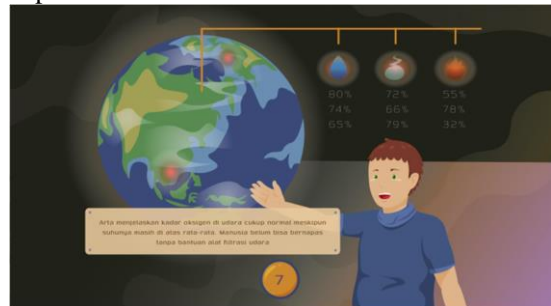 80% 72% 55%
74% 66% 78%
65% 79% 32%
Arta menjelaskan kadar oksigen di udara cukup normal meskipun
suhunya masih di atas rata-rata. Manusia belum bisa bernapas
tanpa bantuan alat filtrasi udara
7